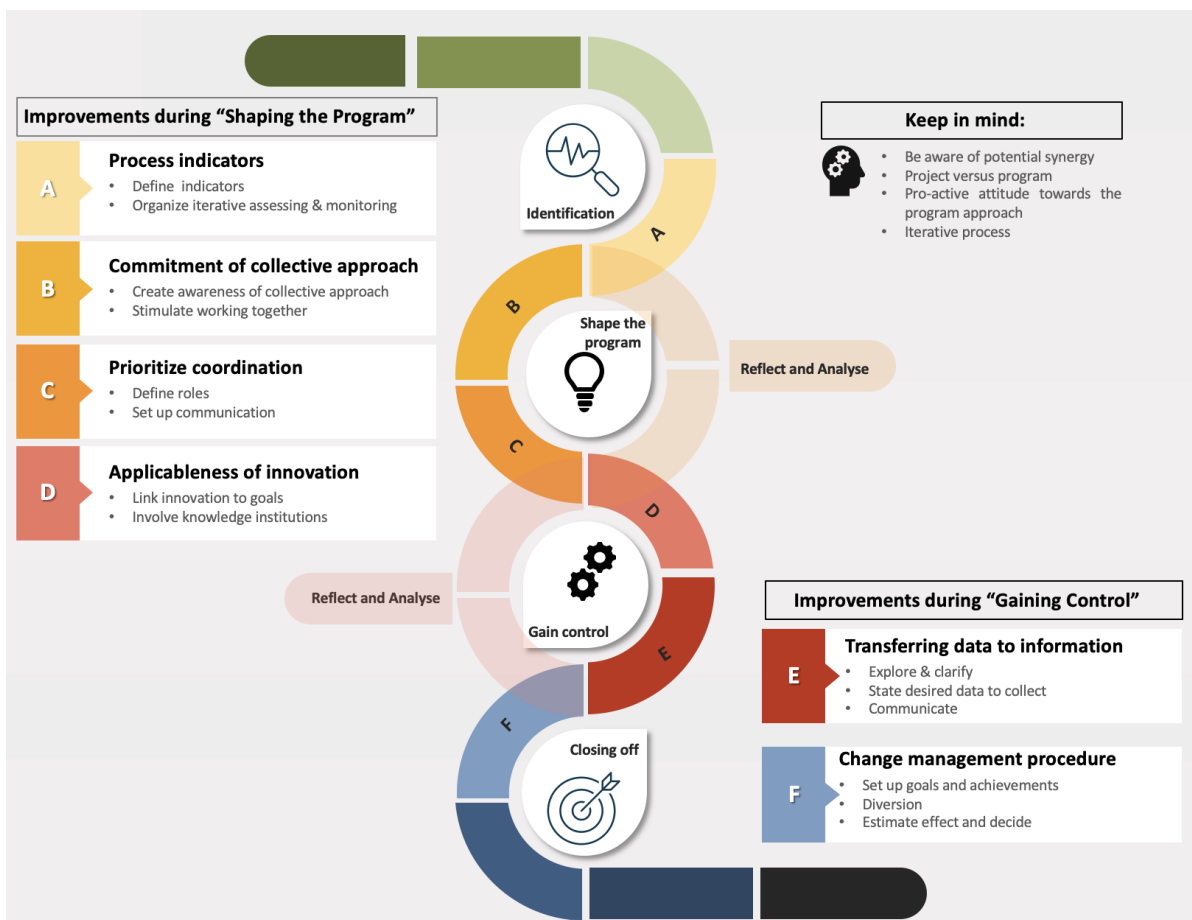 Improvements during “Shaping the Program”
A
Process indicators
• Define indicators
• Organize iterative assessing & monitoring
B
Commitment of collective approach
• Create awareness of collective approach
• Stimulate working together
C
Prioritize coordination
• Define roles
• Set up communication
D
Applicableness of innovation
• Link innovation to goals
• Involve knowledge institutions
Identification
A
B
Shape the
program
Reflect and Analyse
C
D
Reflect and Analyse
Gain control
E
F
Closing off
Keep in mind:
• Be aware of potential synergy
• Project versus program
• Pro-active attitude towards the
program approach
• Iterative process
Improvements during “Gaining Control”
E
Transferring data to information
• Explore & clarify
• State desired data to collect
• Communicate
F
Change management procedure
• Set up goals and achievements
• Diversion
• Estimate effect and decide